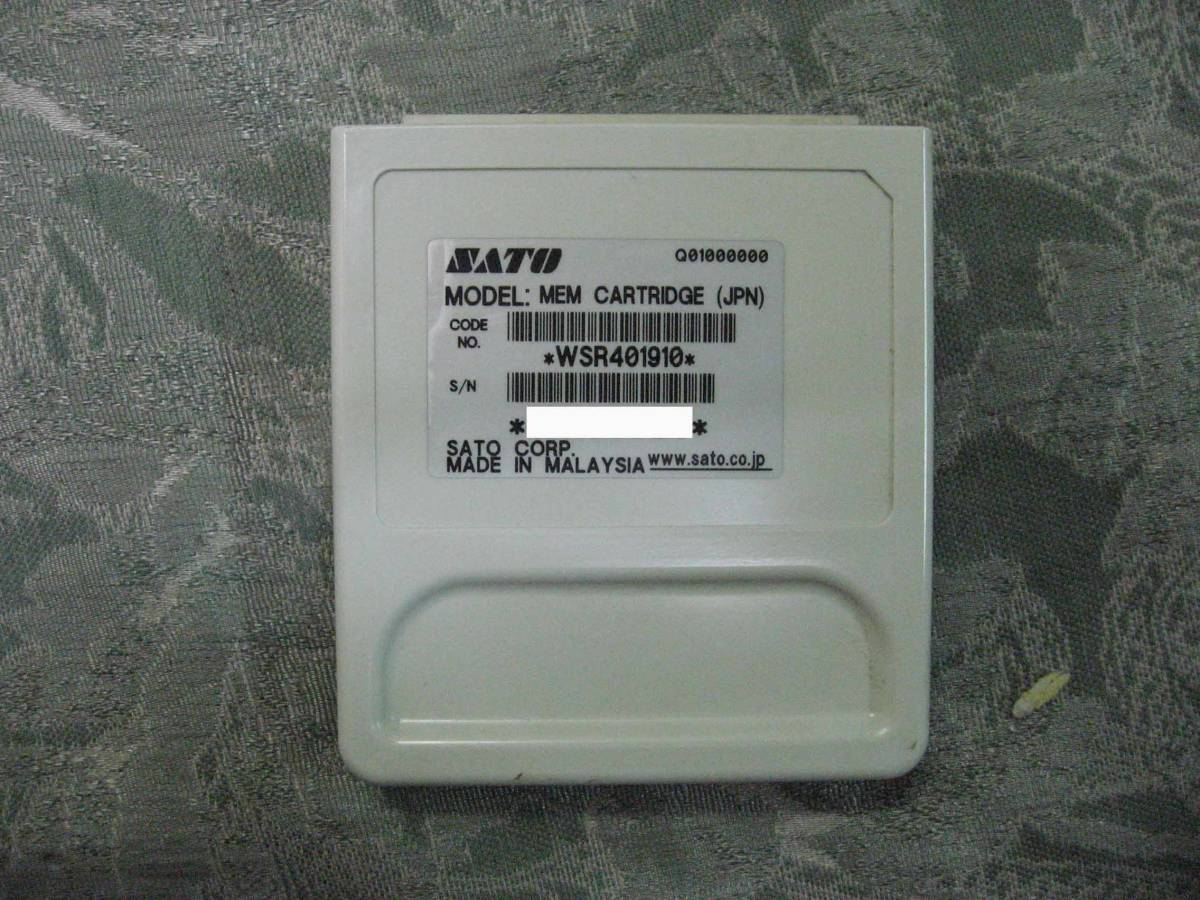 SATO Q01000000
MODEL: MEM CARTRIDGE (JPN)
CODE NO.
*WSR401910*
S/N
* *
SATO CORP.
MADE IN MALAYSIA www.sato.co.jp